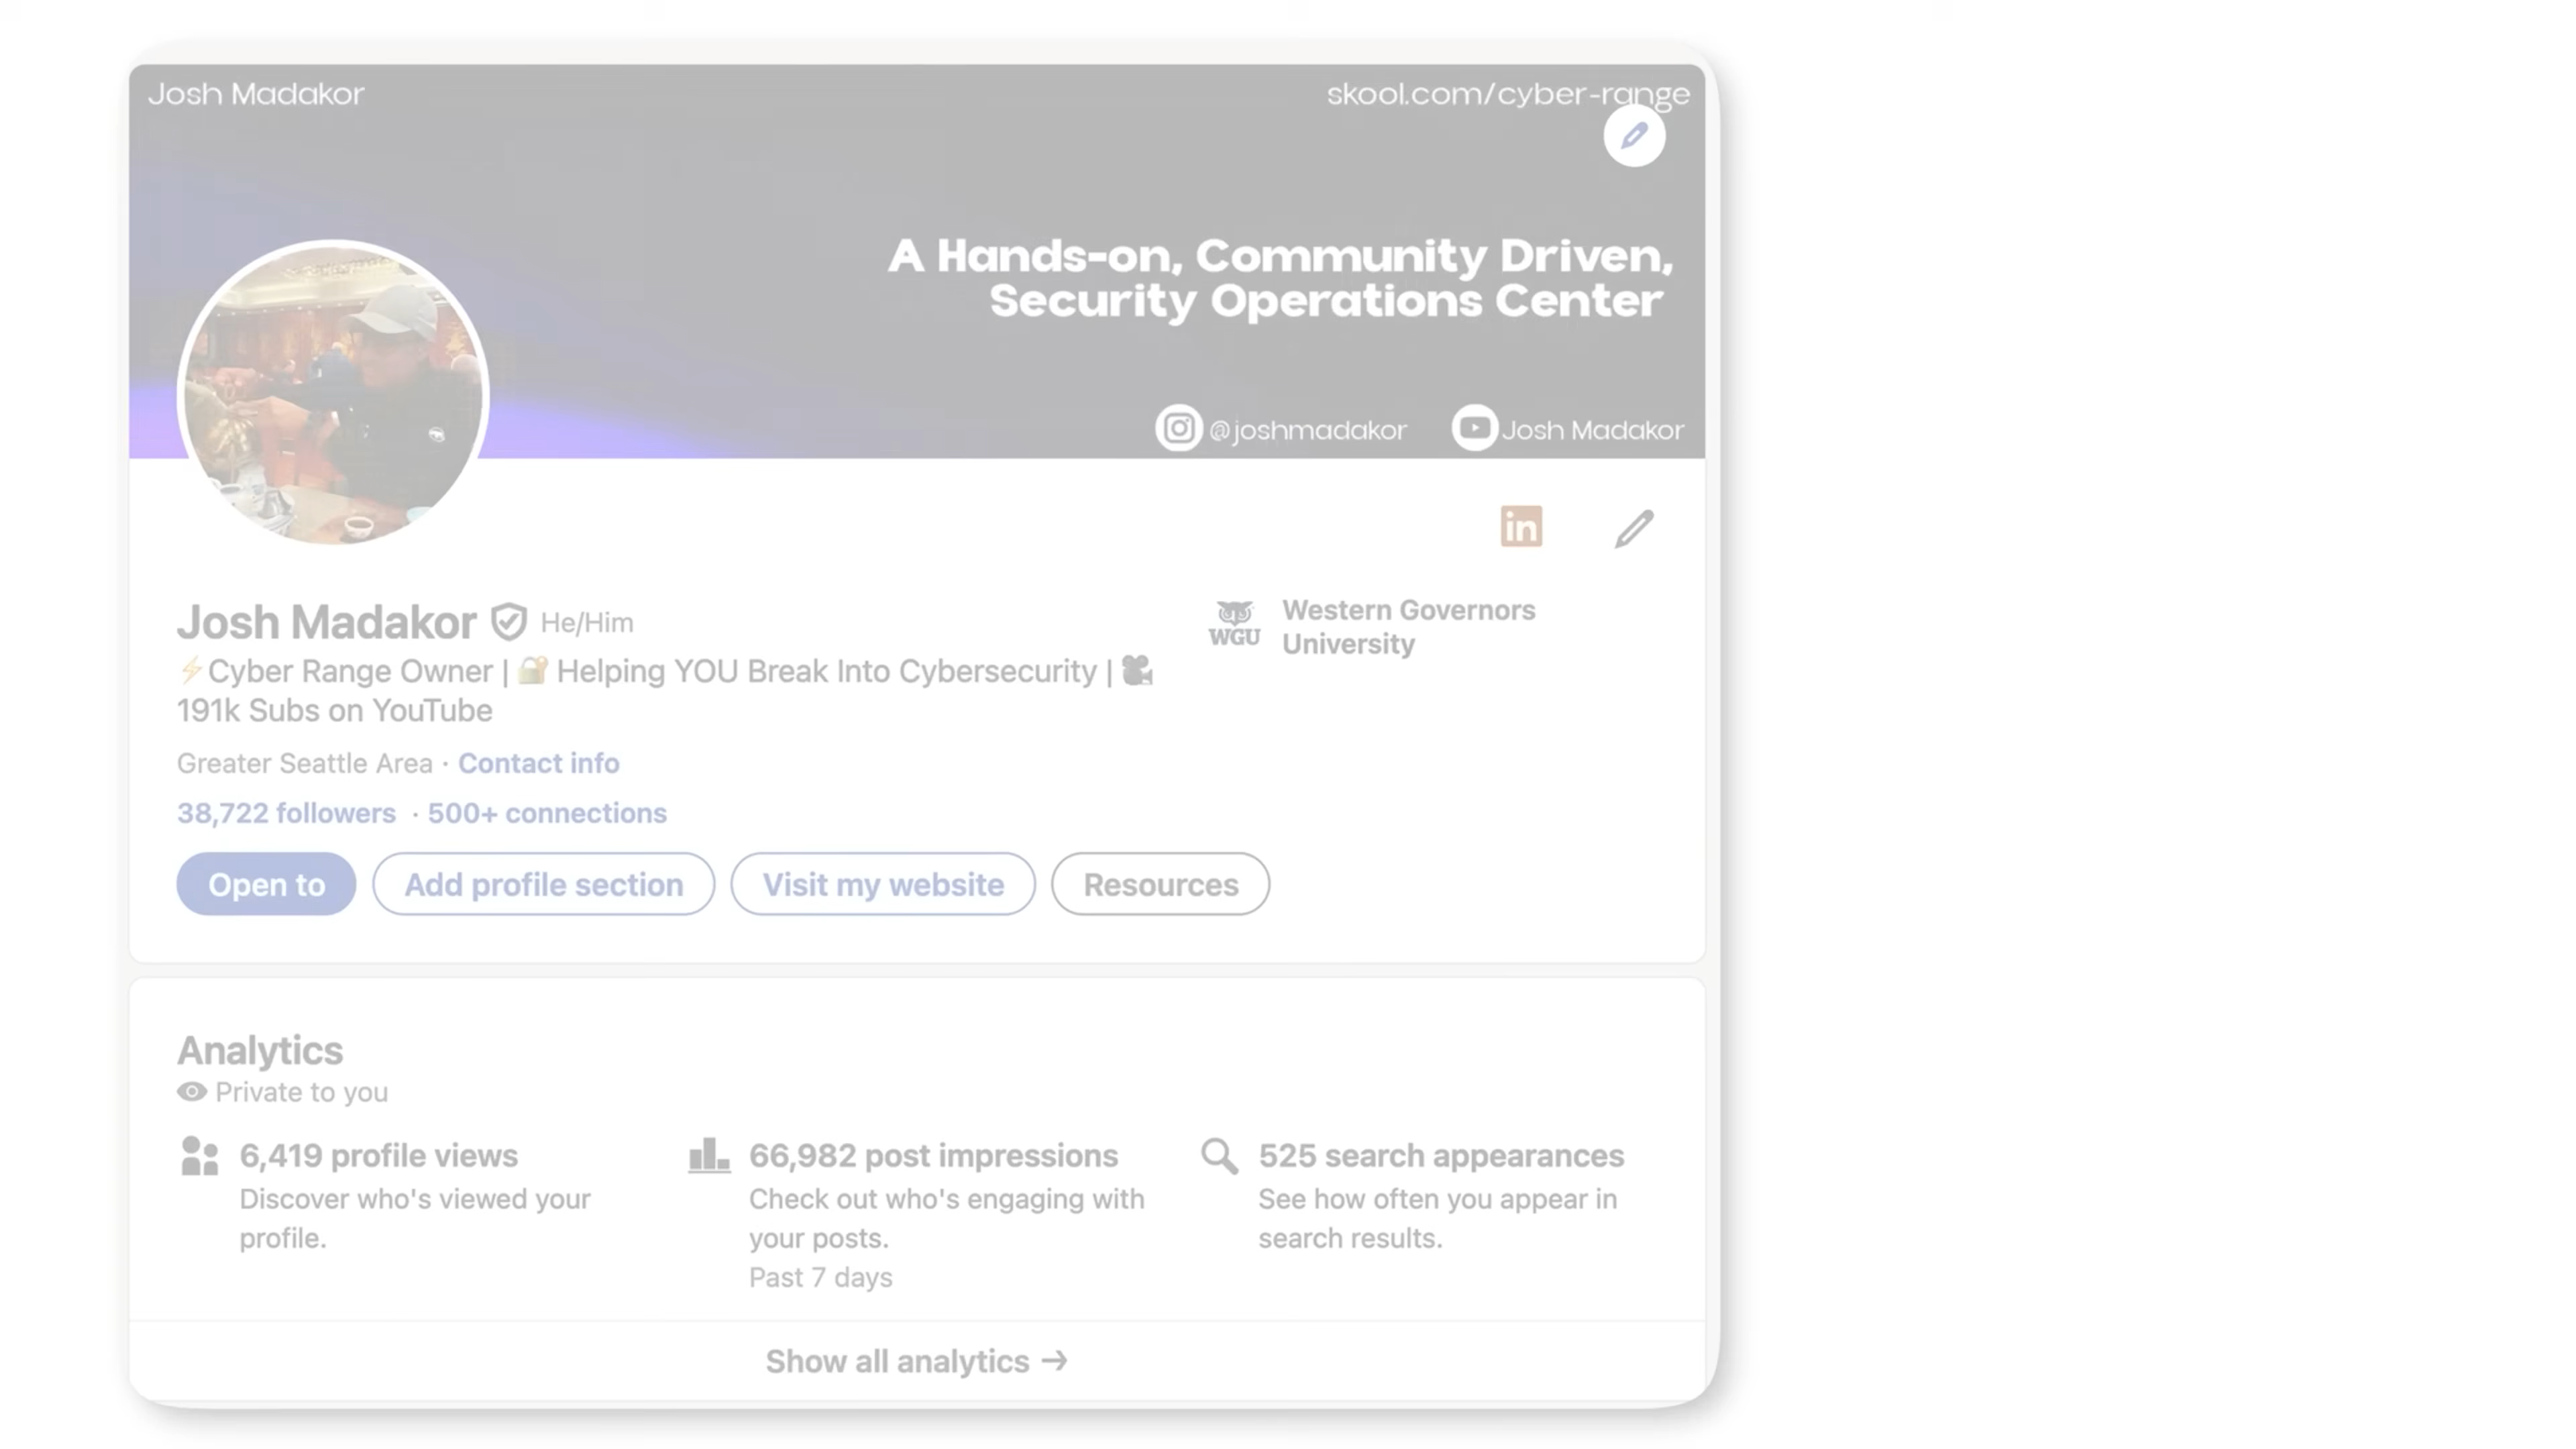 Josh Madakor
skool.com/cyber-range
A Hands-on, Community Driven,
Security Operations Center
@joshmadakor
Josh Madakor
in
Josh Madakor He/Him
⚡Cyber Range Owner | 🔐 Helping YOU Break Into Cybersecurity | 🎥
191k Subs on YouTube
WGU
Western Governors
University
Greater Seattle Area · Contact info
38,722 followers · 500+ connections
Open to
Add profile section
Visit my website
Resources
Analytics
Private to you
6,419 profile views
Discover who's viewed your
profile.
66,982 post impressions
Check out who's engaging with
your posts.
Past 7 days
525 search appearances
See how often you appear in
search results.
Show all analytics →